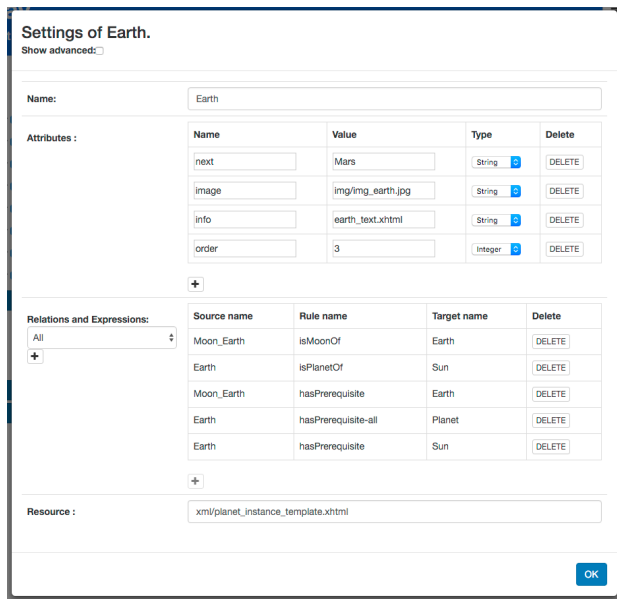 Settings of Earth.
Show advanced:
Name:
Earth
Attributes :
Name Value Type Delete
next Mars String DELETE
image img/img_earth.jpg String DELETE
info earth_text.xhtml String DELETE
order 3 Integer DELETE
+
Relations and Expressions:
All
+
Source name Rule name Target name Delete
Moon_Earth isMoonOf Earth DELETE
Earth isPlanetOf Sun DELETE
Moon_Earth hasPrerequisite Earth DELETE
Earth hasPrerequisite-all Planet DELETE
Earth hasPrerequisite Sun DELETE
+
Resource :
xml/planet_instance_template.xhtml
OK